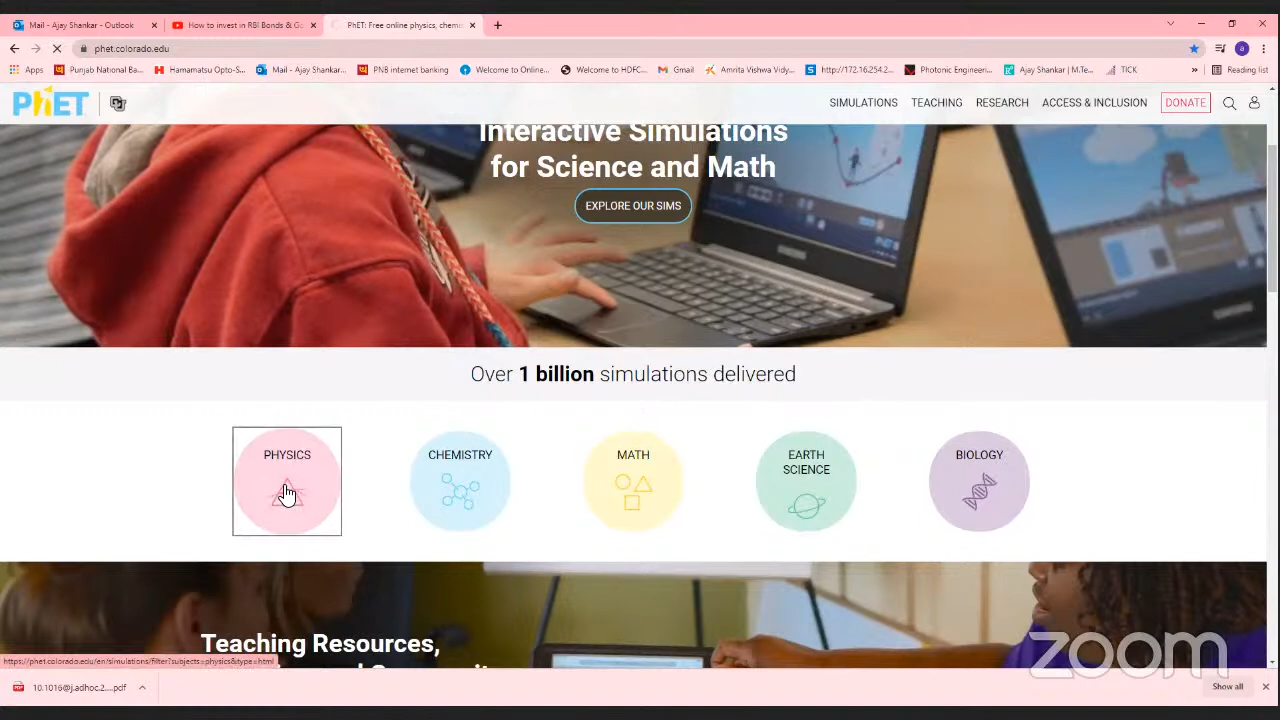 Mail - Ajay Shankar - Outlook
How to invest in RBI Bonds & Go
PhET: Free online physics, chem
phet.colorado.edu
Apps
Punjab National Ba...
Hamamatsu Opto-S...
Mail - Ajay Shankar...
PNB internet banking
Welcome to Online...
Welcome to HDFC...
Gmail
Amrita Vishwa Vidy...
http://172.16.254.2...
Photonic Engineeri...
Ajay Shankar | M.Te...
TICK
Reading list
PhET
SIMULATIONS
TEACHING
RESEARCH
ACCESS & INCLUSION
DONATE
Interactive Simulations
for Science and Math
EXPLORE OUR SIMS
Over 1 billion simulations delivered
PHYSICS
CHEMISTRY
MATH
EARTH
SCIENCE
BIOLOGY
Teaching Resources,
https://phet.colorado.edu/en/simulations/filter?subjects=physics&type=html
zoom
10.1016@j.adhoc.2....pdf
Show all